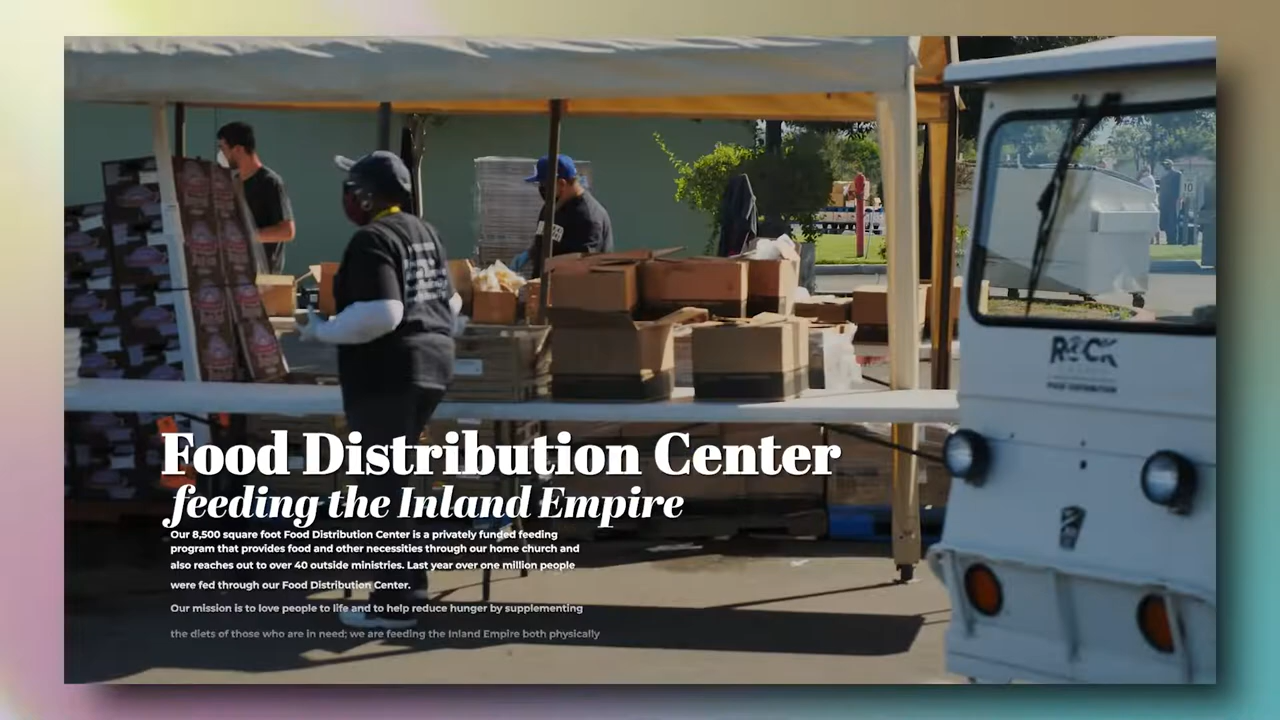 Food Distribution Center
feeding the Inland Empire
Our 8,500 square foot Food Distribution Center is a privately funded feeding
program that provides food and other necessities through our home church and
also reaches out to over 40 outside ministries. Last year over one million people
were fed through our Food Distribution Center.
Our mission is to love people to life and to help reduce hunger by supplementing
the diets of those who are in need; we are feeding the Inland Empire both physically
ROCK
FOOD DISTRIBUTION
10